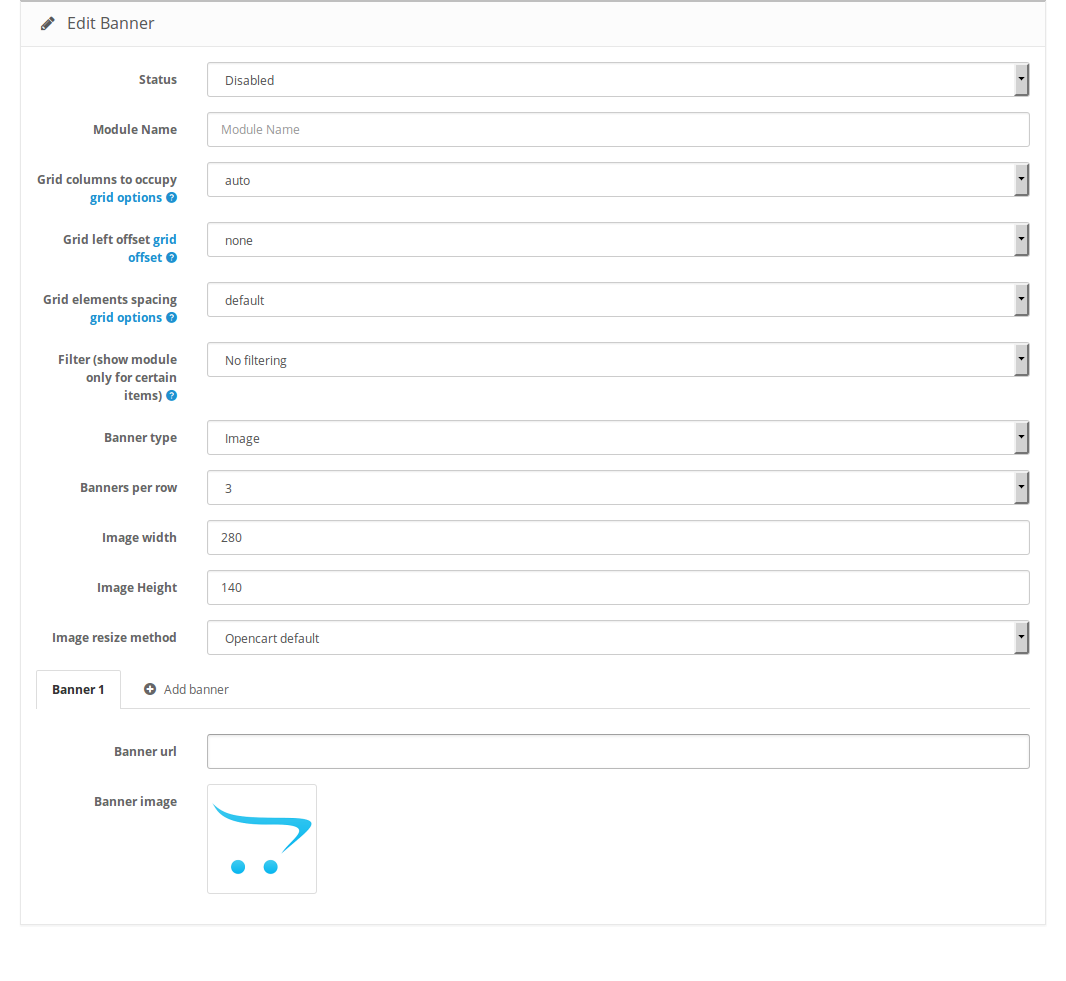 Edit Banner
Status
Disabled
Module Name
Module Name
Grid columns to occupy
grid options ?
auto
Grid left offset grid
offset ?
none
Grid elements spacing
grid options ?
default
Filter (show module
only for certain
items) ?
No filtering
Banner type
Image
Banners per row
3
Image width
280
Image Height
140
Image resize method
Opencart default
Banner 1
Add banner
Banner url
Banner image